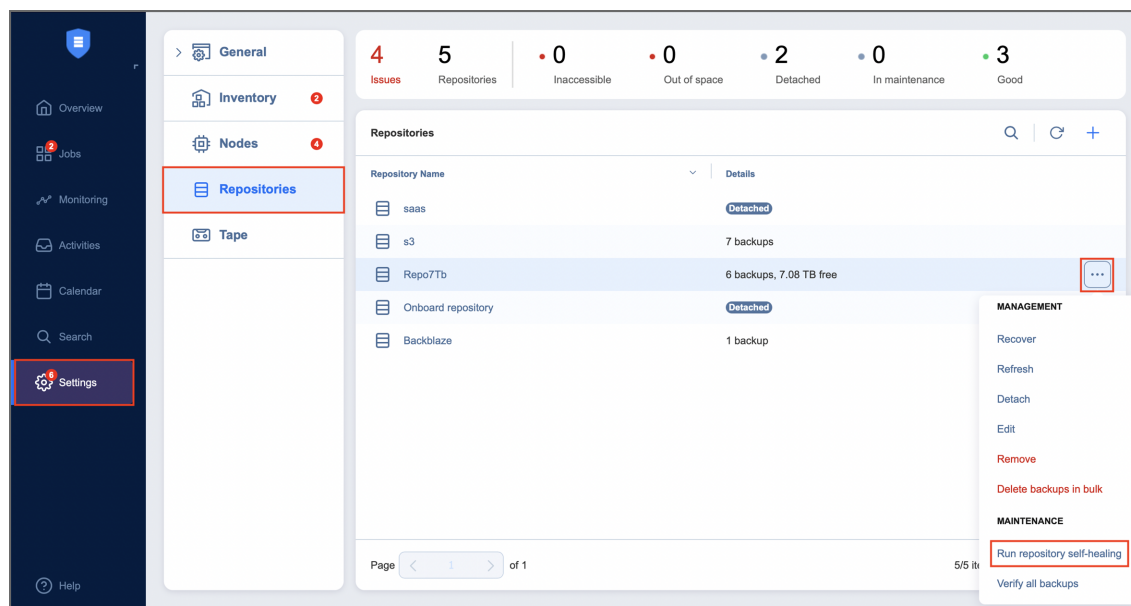 Overview
2
Jobs
Monitoring
Activities
Calendar
Search
6
Settings
Help
General
Inventory 2
Nodes 4
Repositories
Tape
4 5 0 0 2 0 3
Issues Repositories Inaccessible Out of space Detached In maintenance Good
Repositories
Repository Name Details
saas Detached
s3 7 backups
Repo7Tb 6 backups, 7.08 TB free
Onboard repository Detached
Backblaze 1 backup
MANAGEMENT
Recover
Refresh
Detach
Edit
Remove
Delete backups in bulk
MAINTENANCE
Run repository self-healing
Verify all backups
Page 1 of 1 5/5